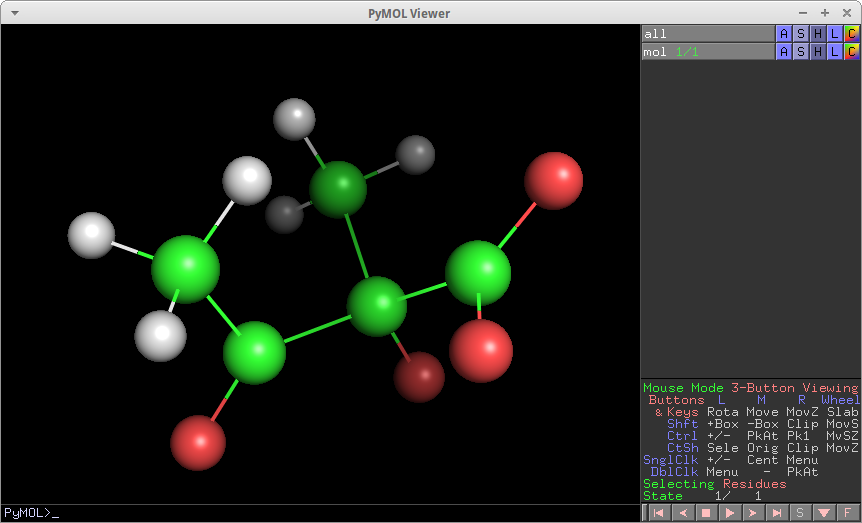 PyMOL Viewer
all A S H L C
mol 1/1 A S H L C
Mouse Mode 3-Button Viewing
Buttons L M R Wheel
& Keys Rota Move MovZ Slab
Shft +Box -Box Clip MovS
Ctrl +/- PkAt Pk1 MvSZ
CtSh Sele Orig Clip MovZ
SnglClk +/- Cent Menu
DblClk Menu - PkAt
Selecting Residues
State 1/ 1
PyMOL>_ S F